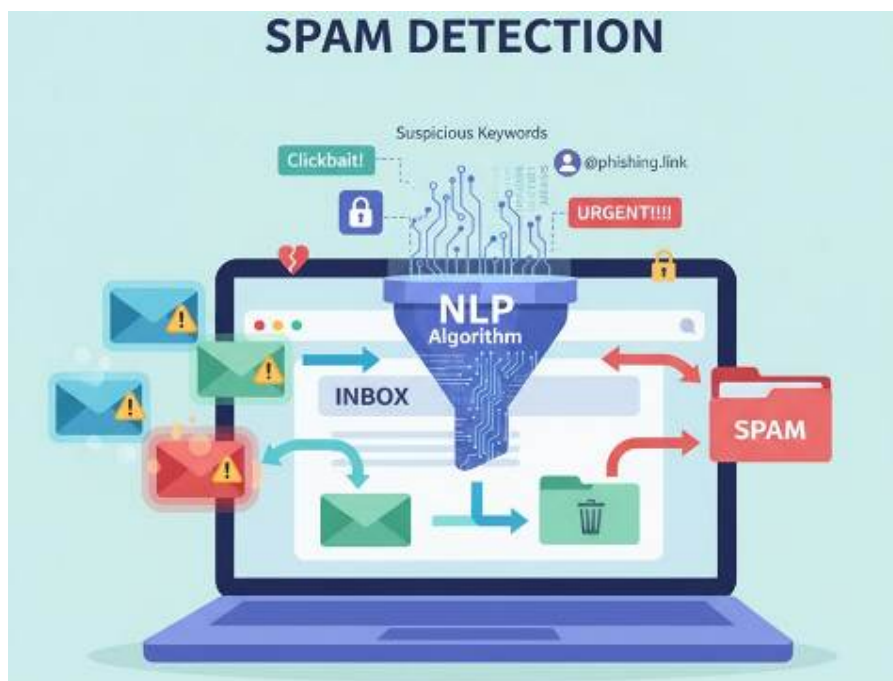 SPAM DETECTION
Suspicious Keywords
Clickbait!
@phishing.link
URGENT!!!!
NLP
Algorithm
INBOX
SPAM